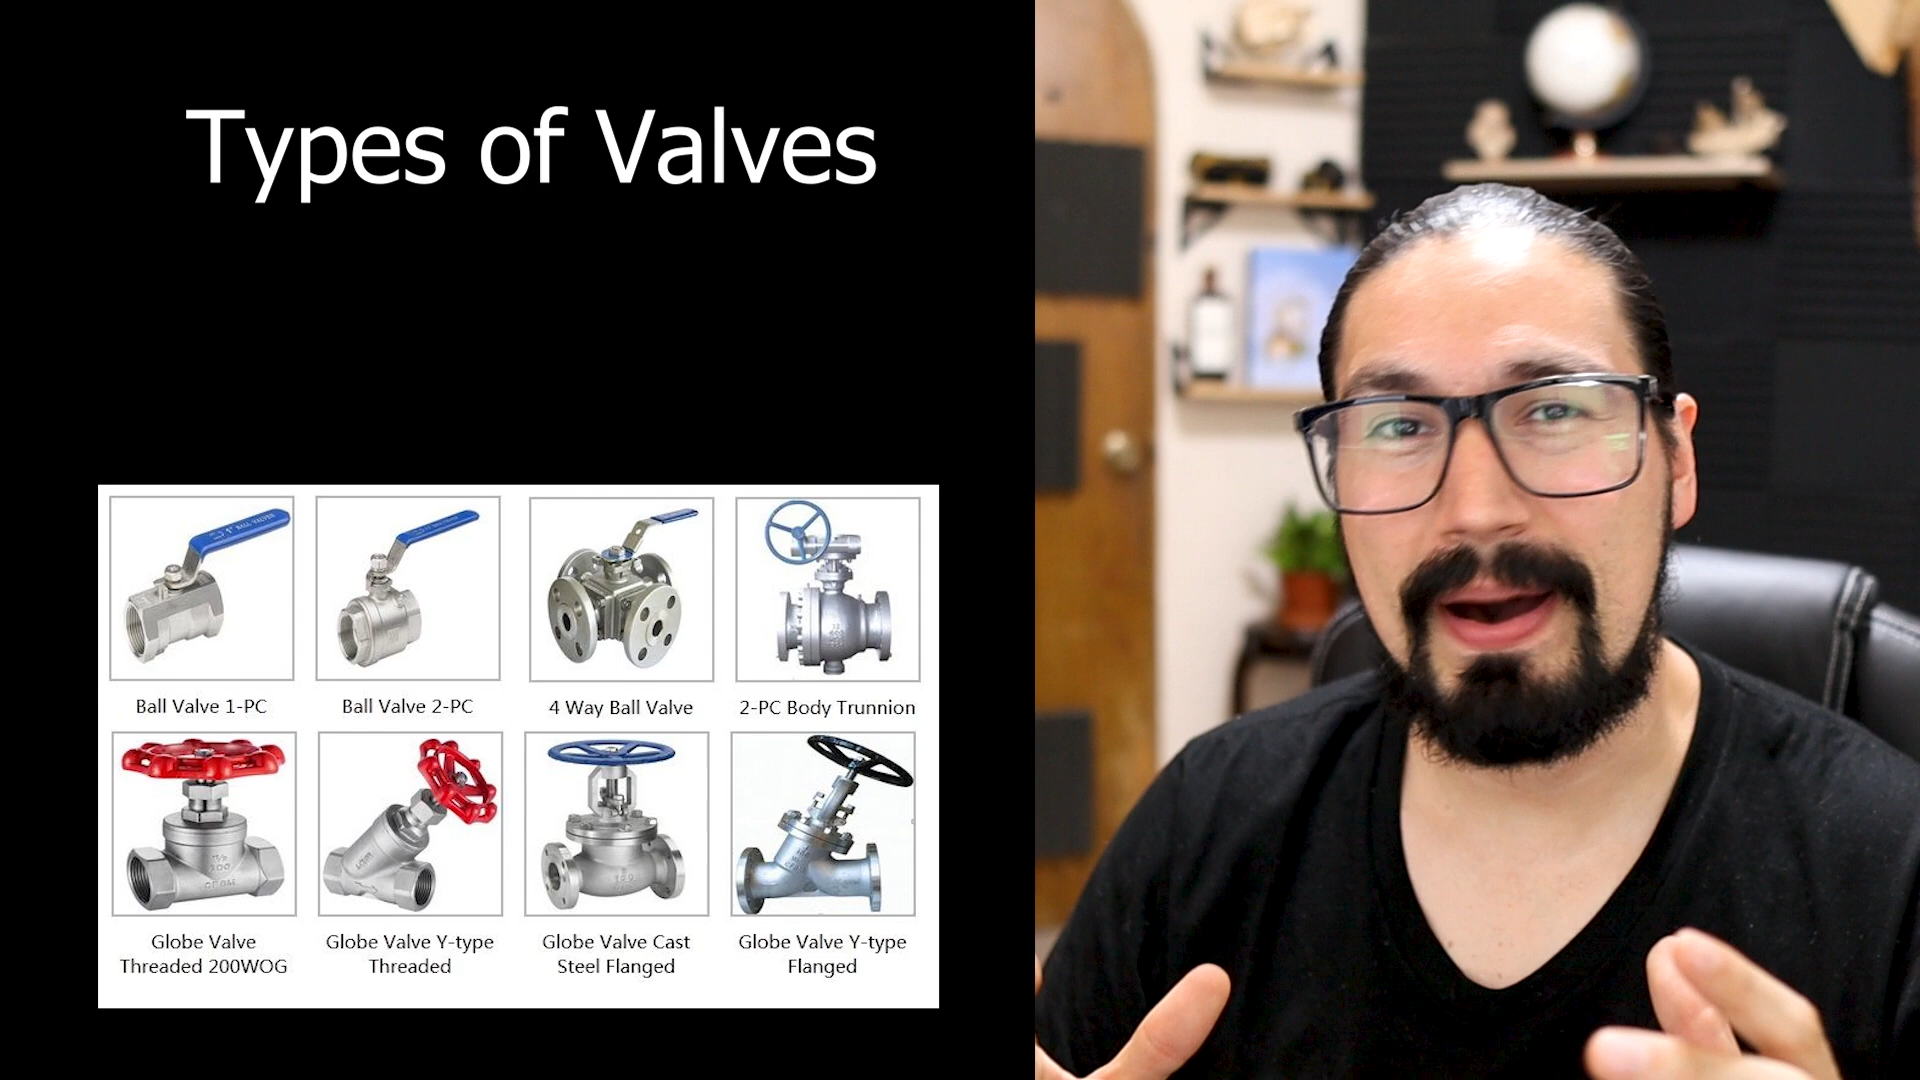 Types of Valves
Ball Valve 1-PC
Ball Valve 2-PC
4 Way Ball Valve
2-PC Body Trunnion
Globe Valve
Threaded 200WOG
Globe Valve Y-type
Threaded
Globe Valve Cast
Steel Flanged
Globe Valve Y-type
Flanged